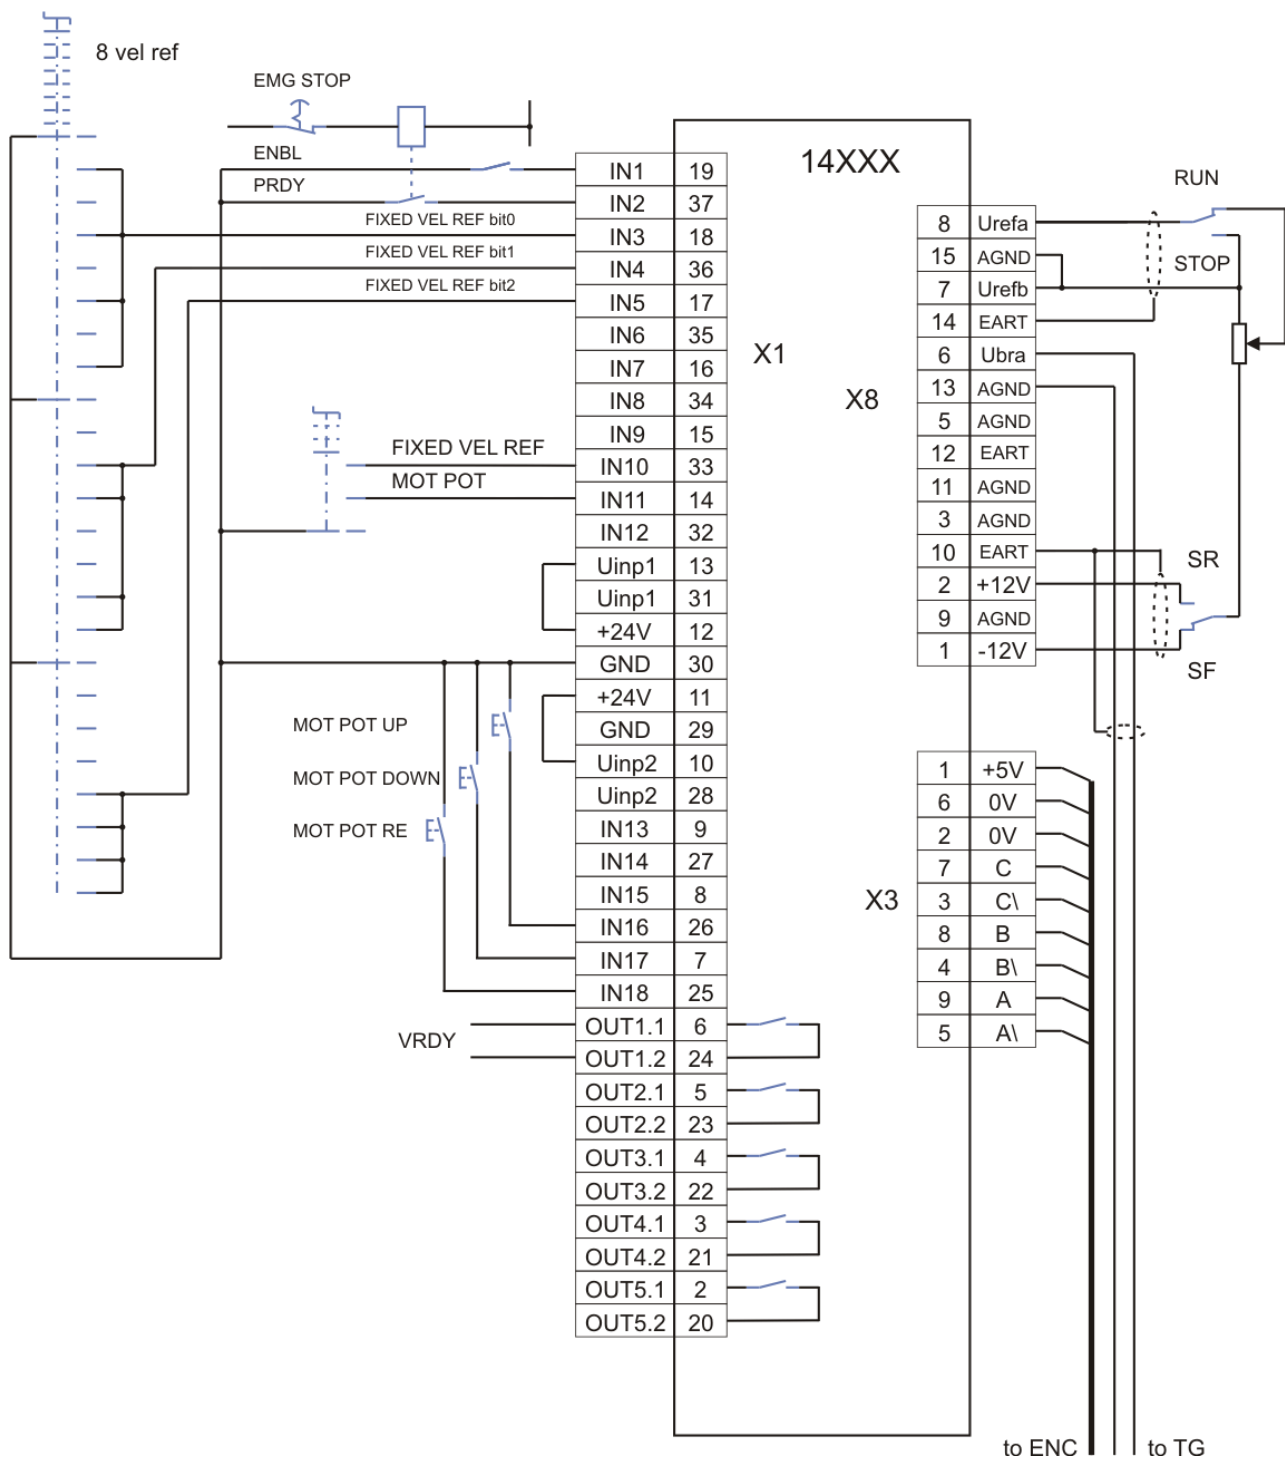 8 vel ref
EMG STOP
ENBL
PRDY
FIXED VEL REF bit0
FIXED VEL REF bit1
FIXED VEL REF bit2
FIXED VEL REF
MOT POT
MOT POT UP
MOT POT DOWN
MOT POT RE
VRDY
14XXX
X1
IN1 19
IN2 37
IN3 18
IN4 36
IN5 17
IN6 35
IN7 16
IN8 34
IN9 15
IN10 33
IN11 14
IN12 32
Uinp1 13
Uinp1 31
+24V 12
GND 30
+24V 11
GND 29
Uinp2 10
Uinp2 28
IN13 9
IN14 27
IN15 8
IN16 26
IN17 7
IN18 25
OUT1.1 6
OUT1.2 24
OUT2.1 5
OUT2.2 23
OUT3.1 4
OUT3.2 22
OUT4.1 3
OUT4.2 21
OUT5.1 2
OUT5.2 20
X8
8 Urefa
15 AGND
7 Urefb
14 EART
6 Ubra
13 AGND
5 AGND
12 EART
11 AGND
3 AGND
10 EART
2 +12V
9 AGND
1 -12V
RUN
STOP
SR
SF
X3
1 +5V
6 0V
2 0V
7 C
3 C\
8 B
4 B\
9 A
5 A\
to ENC
to TG